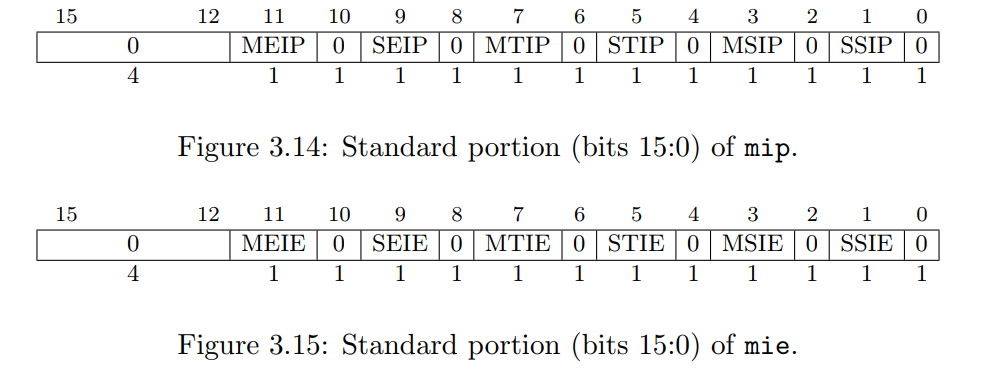 15 12 11 10 9 8 7 6 5 4 3 2 1 0
0 MEIP 0 SEIP 0 MTIP 0 STIP 0 MSIP 0 SSIP 0
4 1 1 1 1 1 1 1 1 1 1 1 1
Figure 3.14: Standard portion (bits 15:0) of mip.
15 12 11 10 9 8 7 6 5 4 3 2 1 0
0 MEIE 0 SEIE 0 MTIE 0 STIE 0 MSIE 0 SSIE 0
4 1 1 1 1 1 1 1 1 1 1 1 1
Figure 3.15: Standard portion (bits 15:0) of mie.